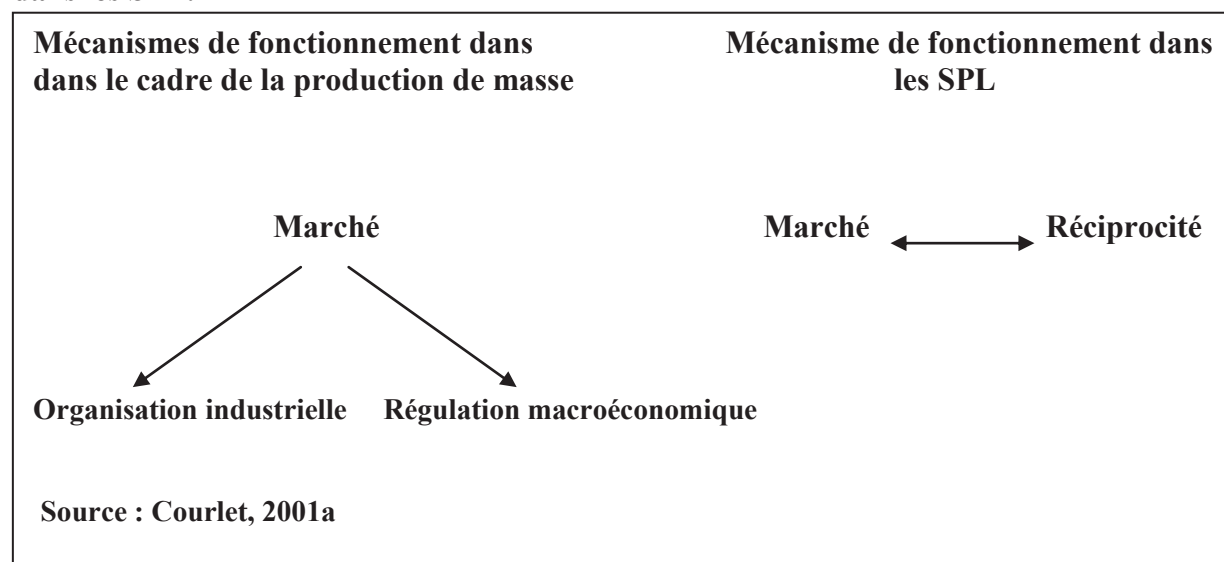 Mécanismes de fonctionnement dans
dans le cadre de la production de masse
Mécanisme de fonctionnement dans
les SPL
Marché
Marché
Réciprocité
Organisation industrielle
Régulation macroéconomique
Source : Courlet, 2001a